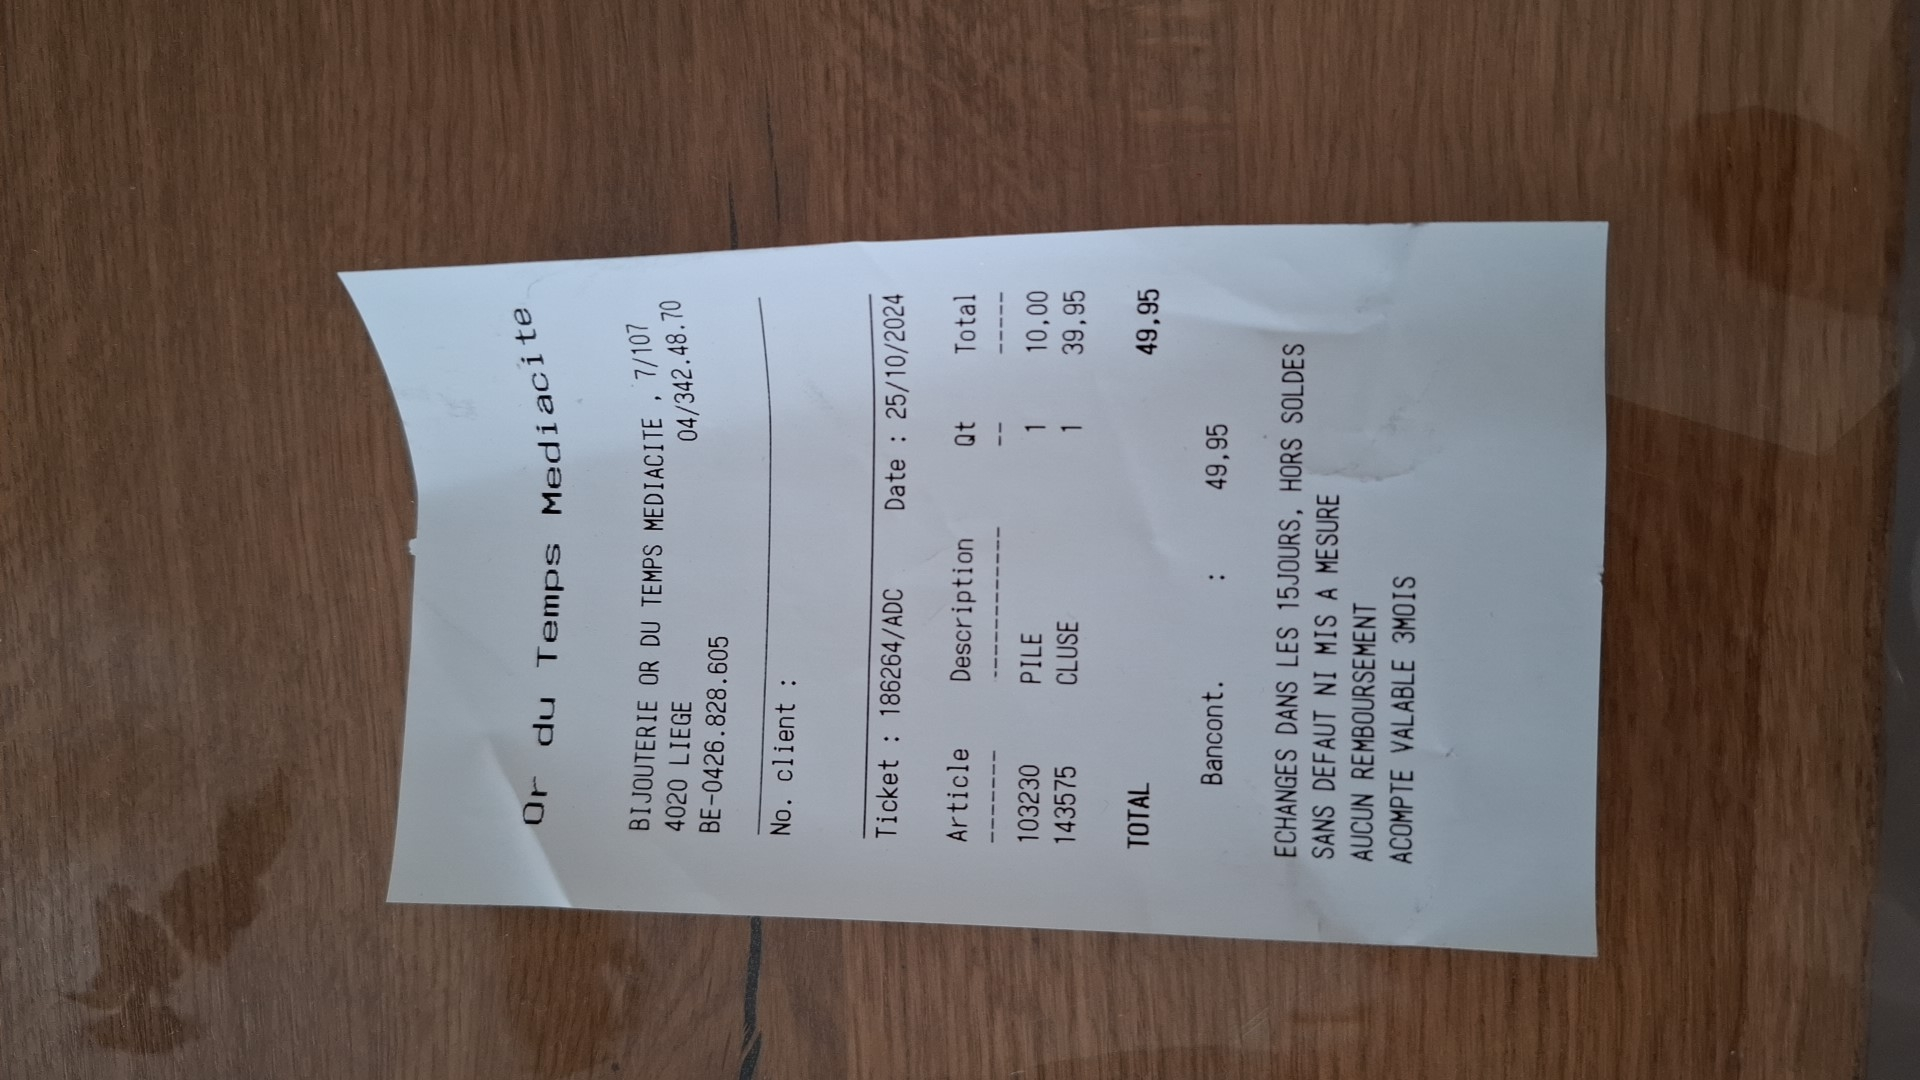 Or du Temps Mediacite
BIJOUTERIE OR DU TEMPS MEDIACITE , 7/107
4020 LIEGE 04/342.48.70
BE-0426.828.605
No. client :
Ticket : 186264/ADC Date : 25/10/2024
Article Description Qt Total
------- ------------ -- -----
103230 PILE 1 10,00
143575 CLUSE 1 39,95
TOTAL 49,95
Bancont. : 49,95
ECHANGES DANS LES 15JOURS, HORS SOLDES
SANS DEFAUT NI MIS A MESURE
AUCUN REMBOURSEMENT
ACOMPTE VALABLE 3MOIS